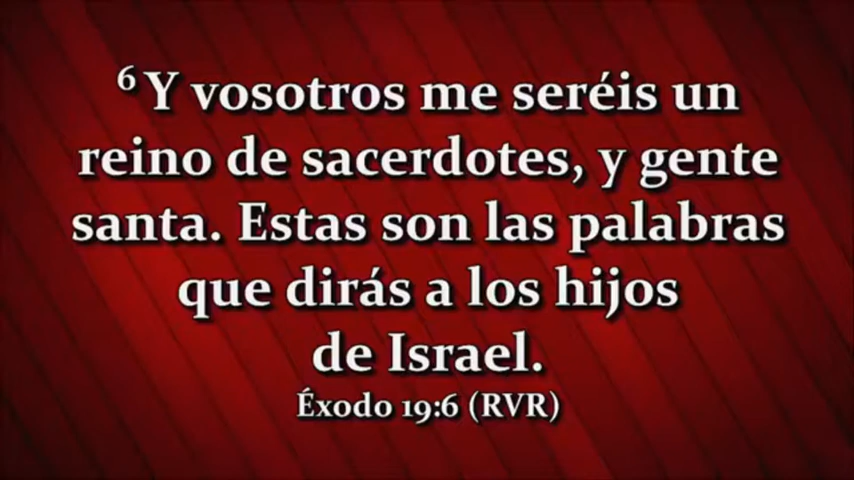 ⁶ Y vosotros me seréis un
reino de sacerdotes, y gente
santa. Estas son las palabras
que dirás a los hijos
de Israel.
Éxodo 19:6 (RVR)